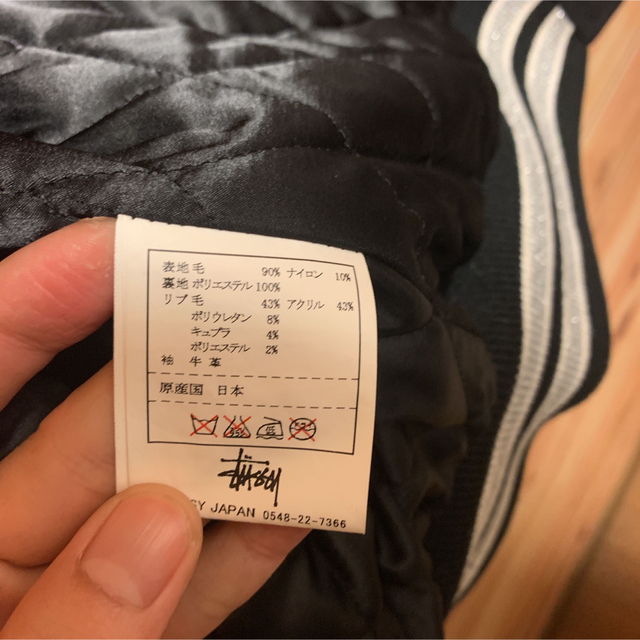 表地 毛 90% ナイロン 10%
裏地 ポリエステル 100%
リブ 毛 43% アクリル 43%
ポリウレタン 8%
キュプラ 4%
ポリエステル 2%
袖 牛革
原産国 日本
Stüssy
SY JAPAN 0548-22-7366